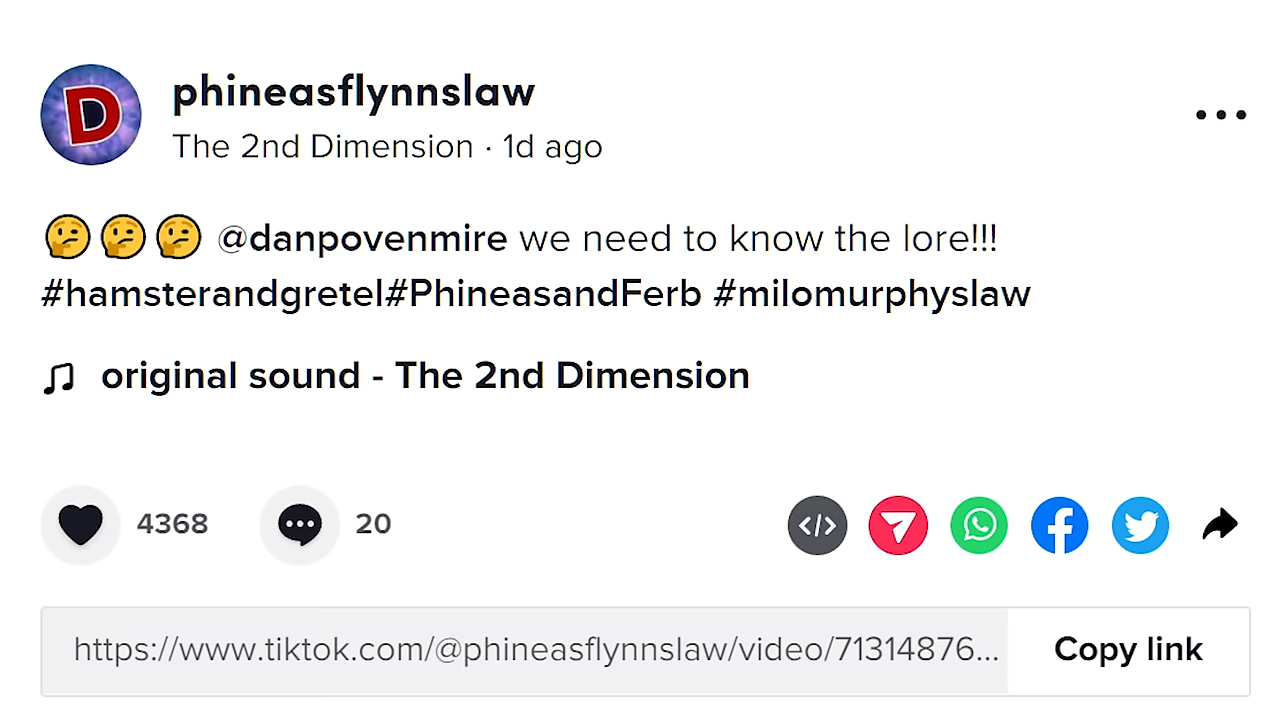 D
phineasflynnslaw
The 2nd Dimension · 1d ago
🤔🤔🤔 @danpovenmire we need to know the lore!!!
#hamsterandgretel#PhineasandFerb #milomurphyslaw
original sound - The 2nd Dimension
4368 20
https://www.tiktok.com/@phineasflynnslaw/video/71314876... Copy link